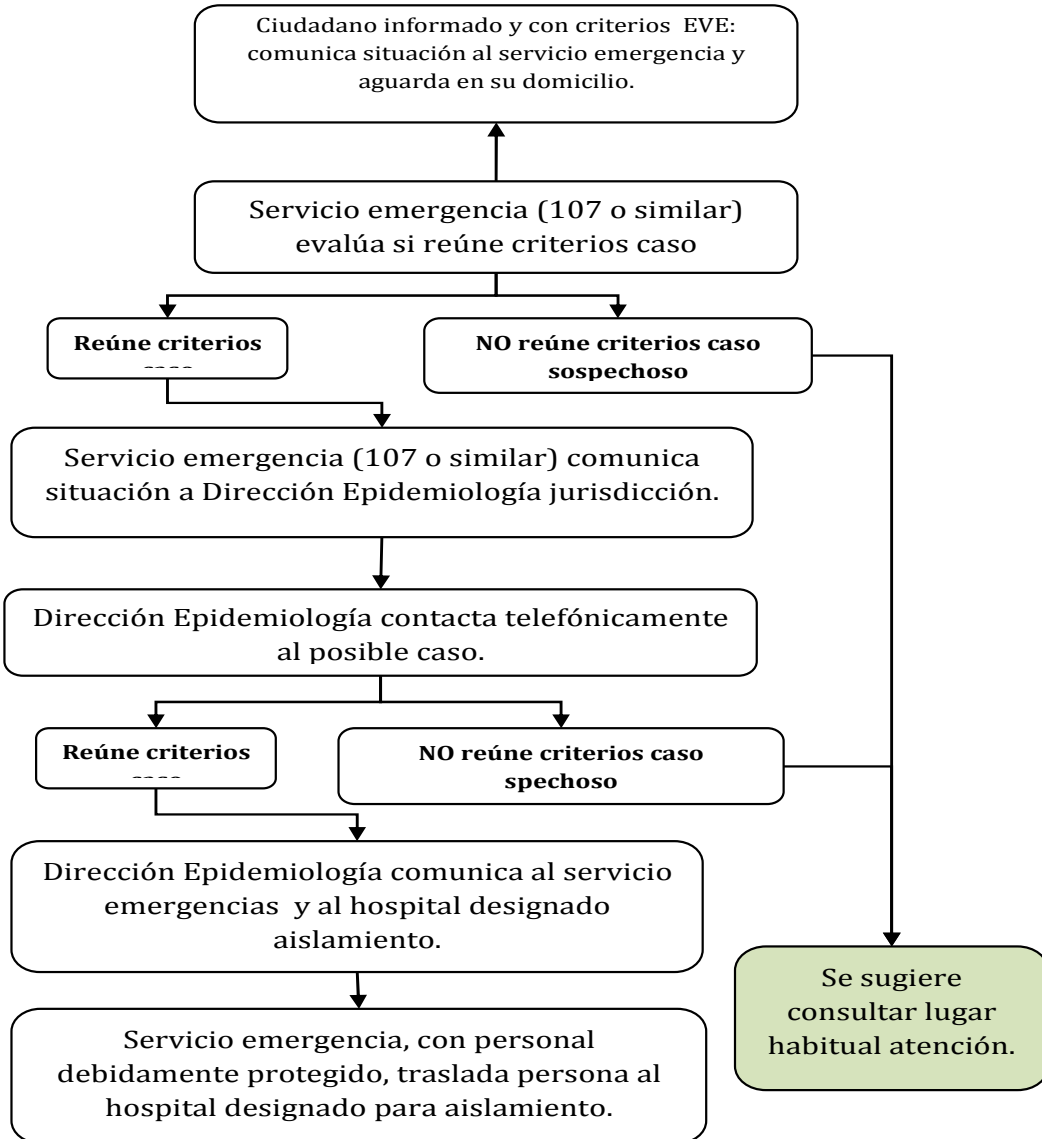 Ciudadano informado y con criterios EVE:
comunica situación al servicio emergencia y
aguarda en su domicilio.
Servicio emergencia (107 o similar)
evalúa si reúne criterios caso
Reúne criterios
NO reúne criterios caso
sospechoso
Servicio emergencia (107 o similar) comunica
situación a Dirección Epidemiología jurisdicción.
Dirección Epidemiología contacta telefónicamente
al posible caso.
Reúne criterios
NO reúne criterios caso
spechoso
Dirección Epidemiología comunica al servicio
emergencias y al hospital designado
aislamiento.
Se sugiere
consultar lugar
habitual atención.
Servicio emergencia, con personal
debidamente protegido, traslada persona al
hospital designado para aislamiento.